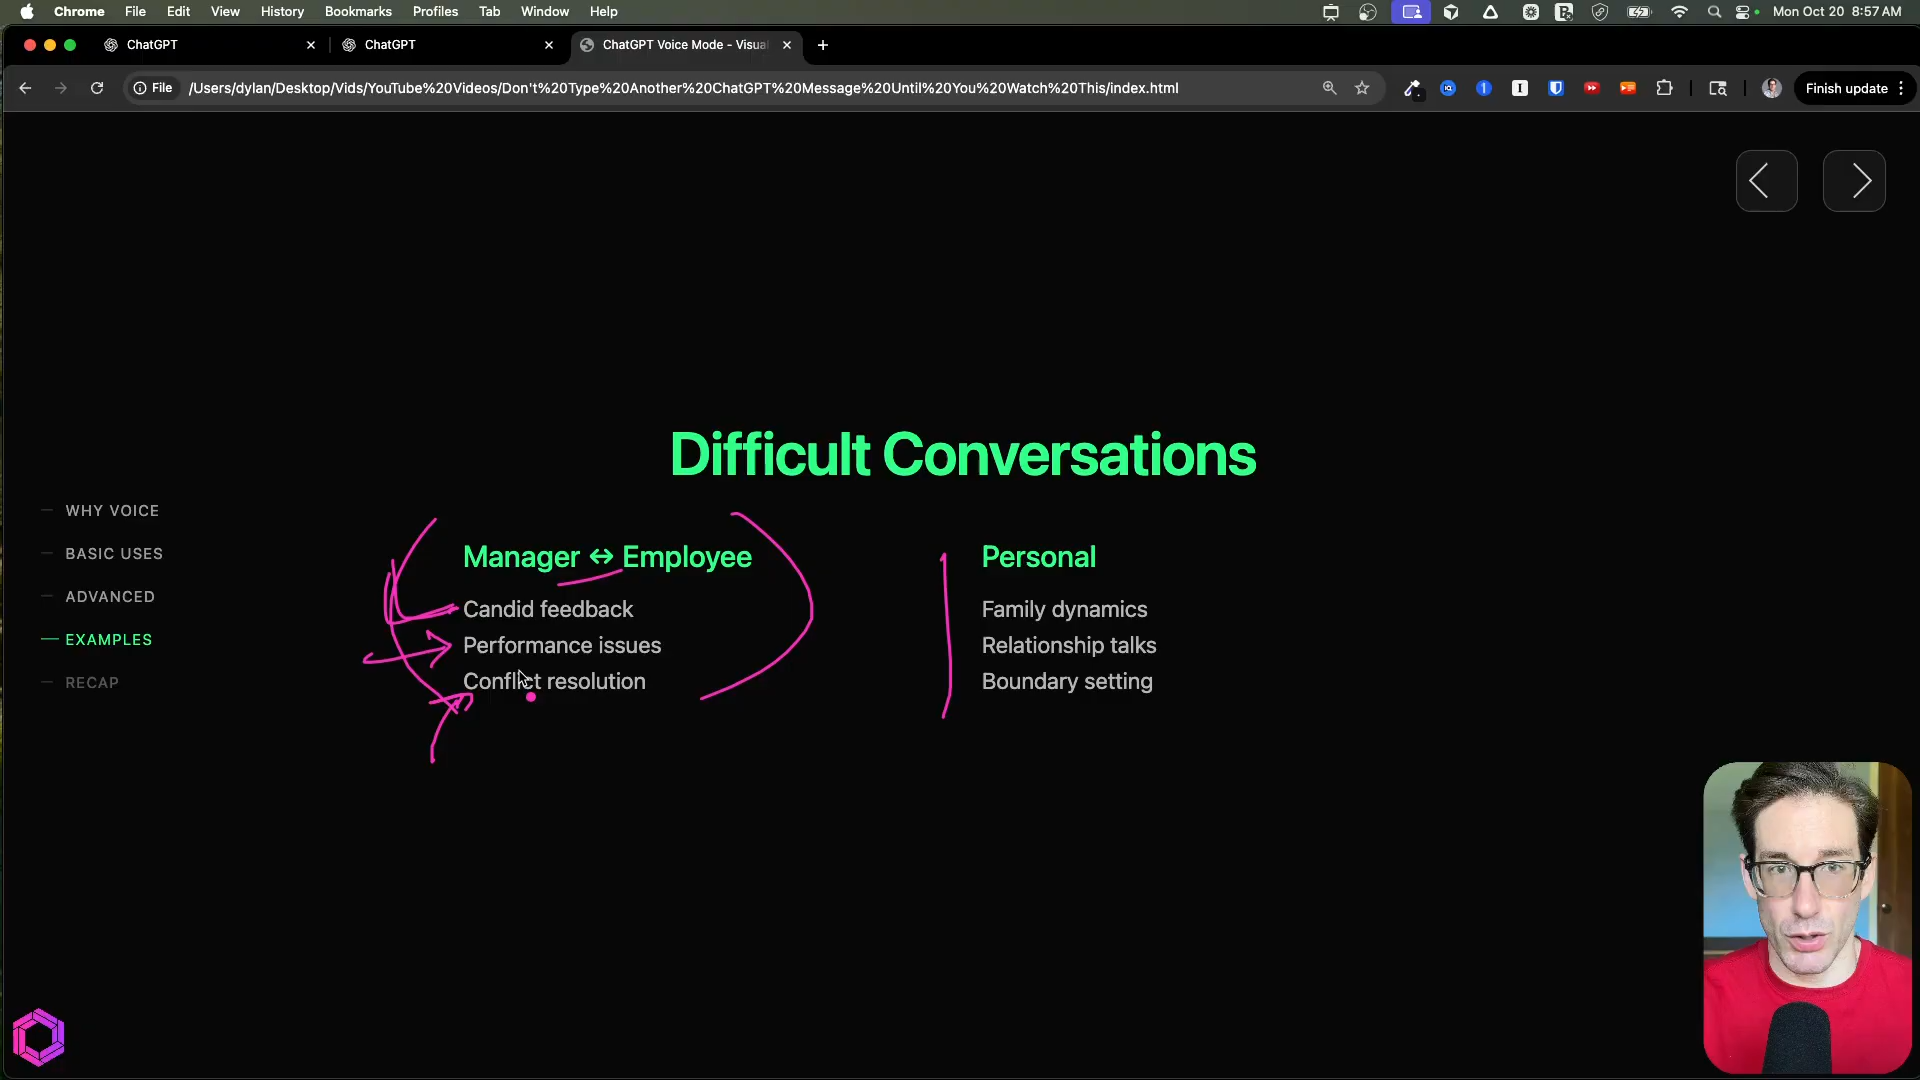 Chrome File Edit View History Bookmarks Profiles Tab Window Help Mon Oct 20 8:57 AM
ChatGPT ChatGPT ChatGPT Voice Mode - Visual
File /Users/dylan/Desktop/Vids/YouTube%20Videos/Don't%20Type%20Another%20ChatGPT%20Message%20Until%20You%20Watch%20This/index.html Finish update
Difficult Conversations
WHY VOICE
BASIC USES
ADVANCED
EXAMPLES
RECAP
Manager ↔ Employee
Candid feedback
Performance issues
Conflict resolution
Personal
Family dynamics
Relationship talks
Boundary setting